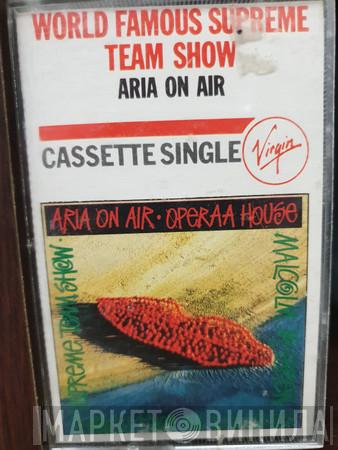 WORLD FAMOUS SUPREME
TEAM SHOW
ARIA ON AIR
CASSETTE SINGLE
Virgin
ARIA ON AIR · OPERAA HOUSE
PREME TEAM SHOW ·
MALCOLM
МАРКЕТ ВИНИЛА